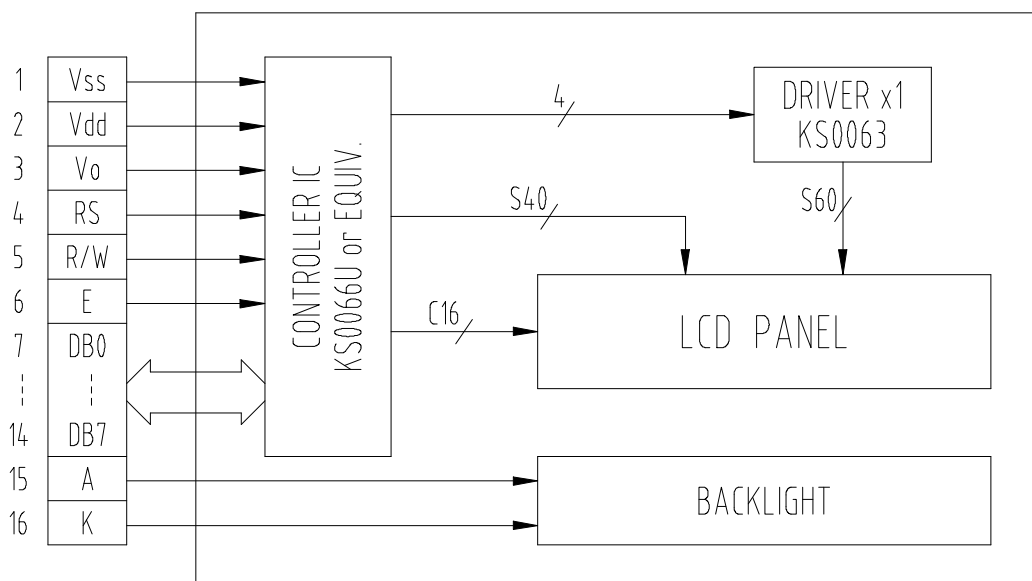 1 Vss
2 Vdd
3 Vo
4 RS
5 R/W
6 E
7 DB0
14 DB7
15 A
16 K
CONTROLLER IC
KS0066U or EQUIV.
4
DRIVER x1
KS0063
S40
S60
C16
LCD PANEL
BACKLIGHT